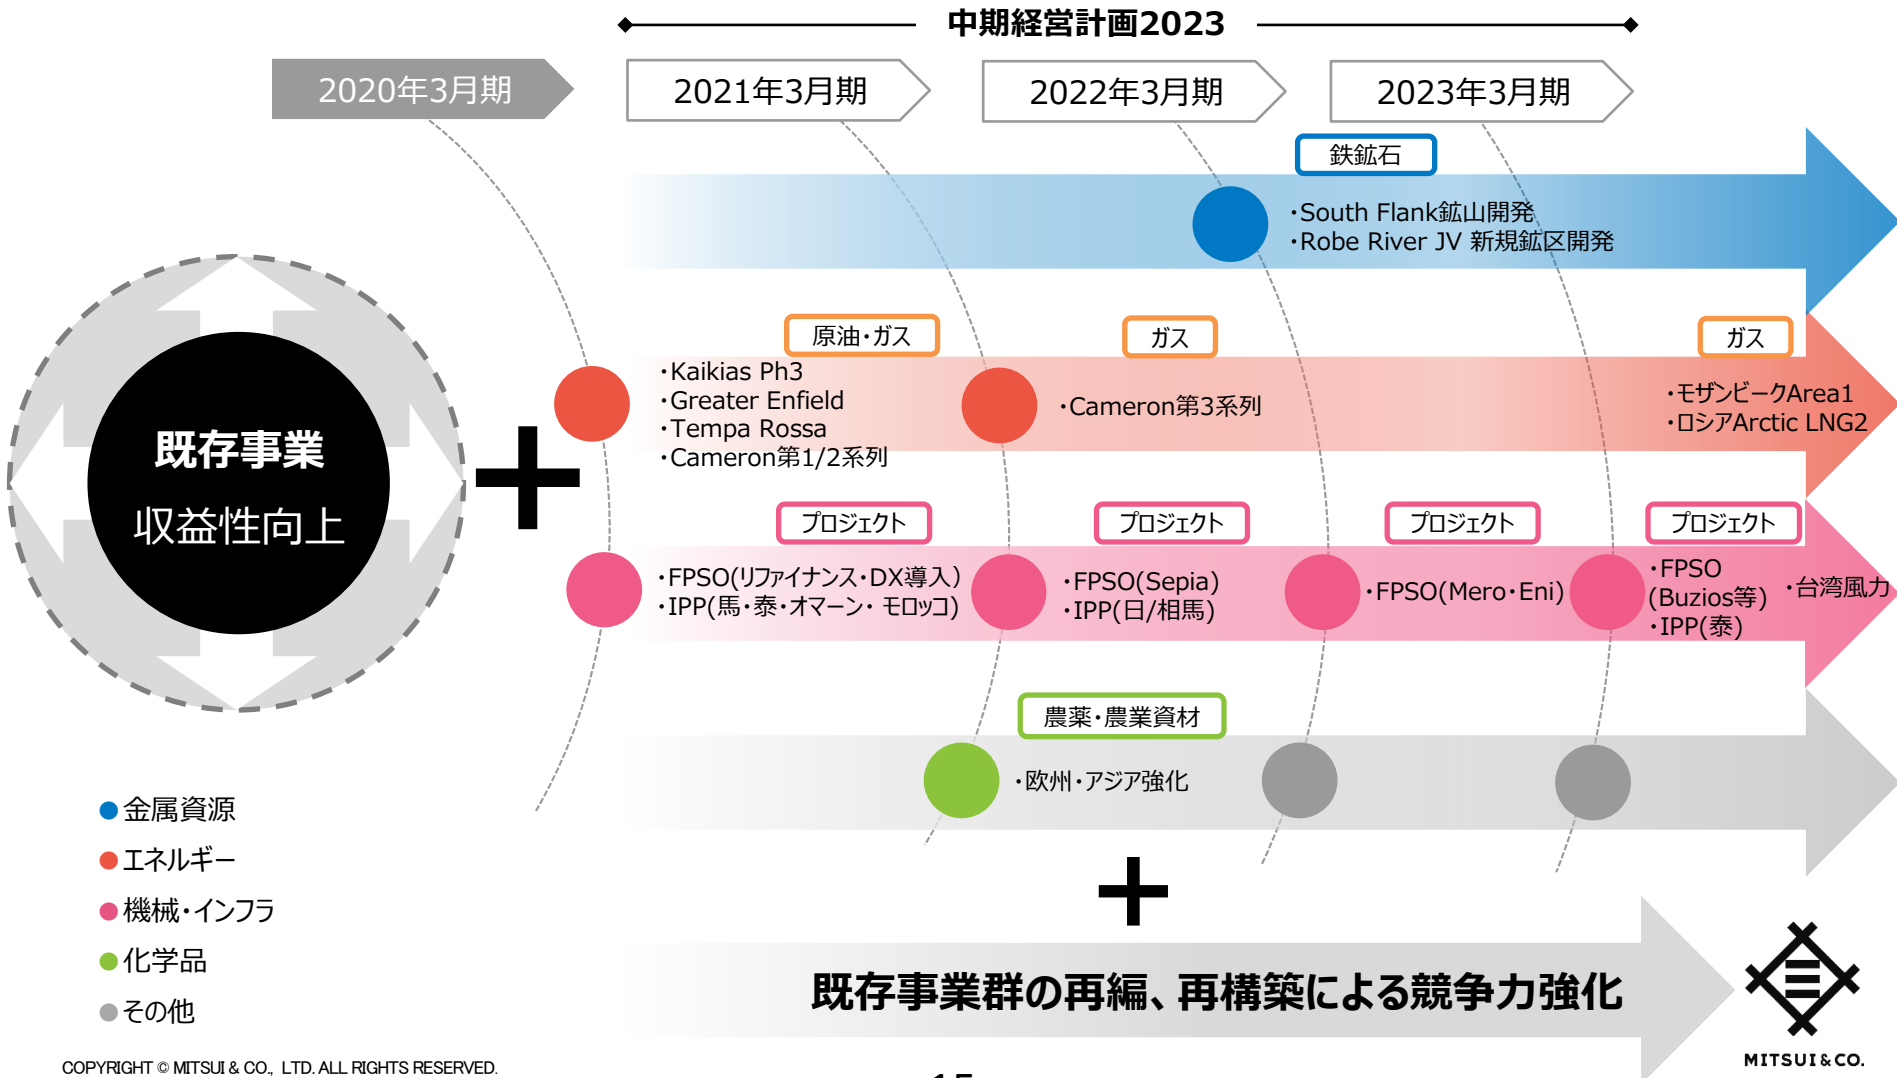 中期経営計画2023
2020年3月期
2021年3月期
2022年3月期
2023年3月期
鉄鉱石
・South Flank鉱山開発
・Robe River JV 新規鉱区開発
既存事業
収益性向上
+
原油・ガス
・Kaikias Ph3
・Greater Enfield
・Tempa Rossa
・Cameron第1/2系列
ガス
・Cameron第3系列
ガス
・モザンビークArea1
・ロシアArctic LNG2
プロジェクト
・FPSO(リファイナンス・DX導入)
・IPP(馬・泰・オマーン・ モロッコ)
プロジェクト
・FPSO(Sepia)
・IPP(日/相馬)
プロジェクト
・FPSO(Mero・Eni)
プロジェクト
・FPSO
(Buzios等)
・IPP(泰)
・台湾風力
農薬・農業資材
・欧州・アジア強化
金属資源
エネルギー
機械・インフラ
化学品
その他
+
既存事業群の再編、再構築による競争力強化
MITSUI & CO.
COPYRIGHT © MITSUI & CO., LTD. ALL RIGHTS RESERVED.
15